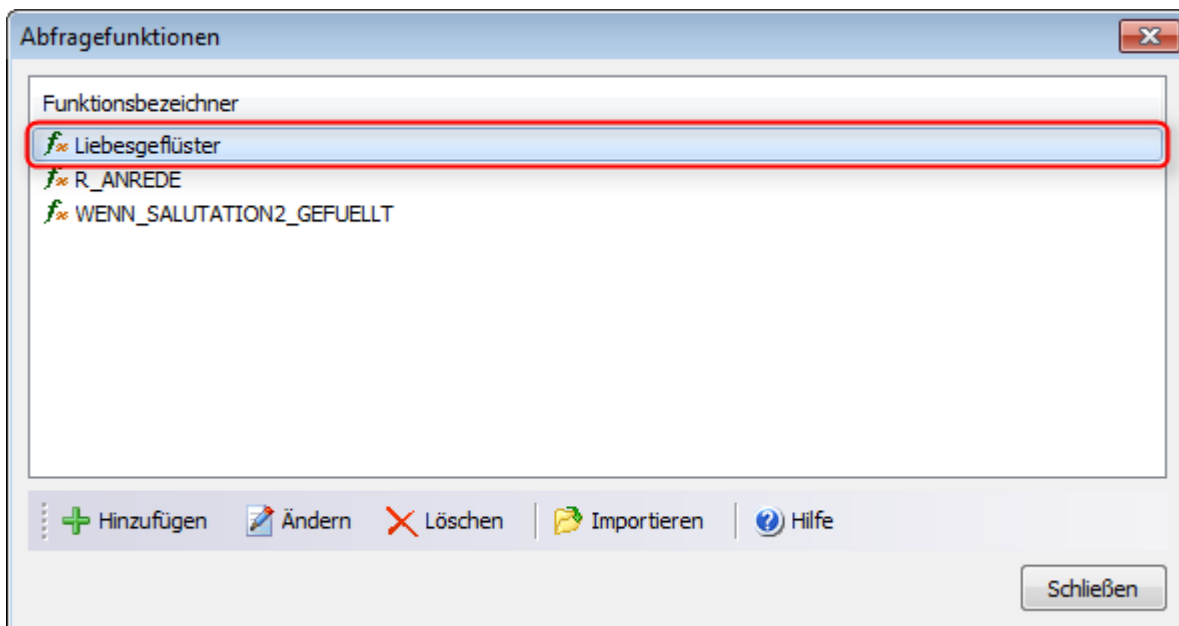 Abfragefunktionen
Funktionsbezeichner
Liebesgeflüster
R_ANREDE
WENN_SALUTATION2_GEFUELLT
Hinzufügen Ändern Löschen Importieren Hilfe
Schließen